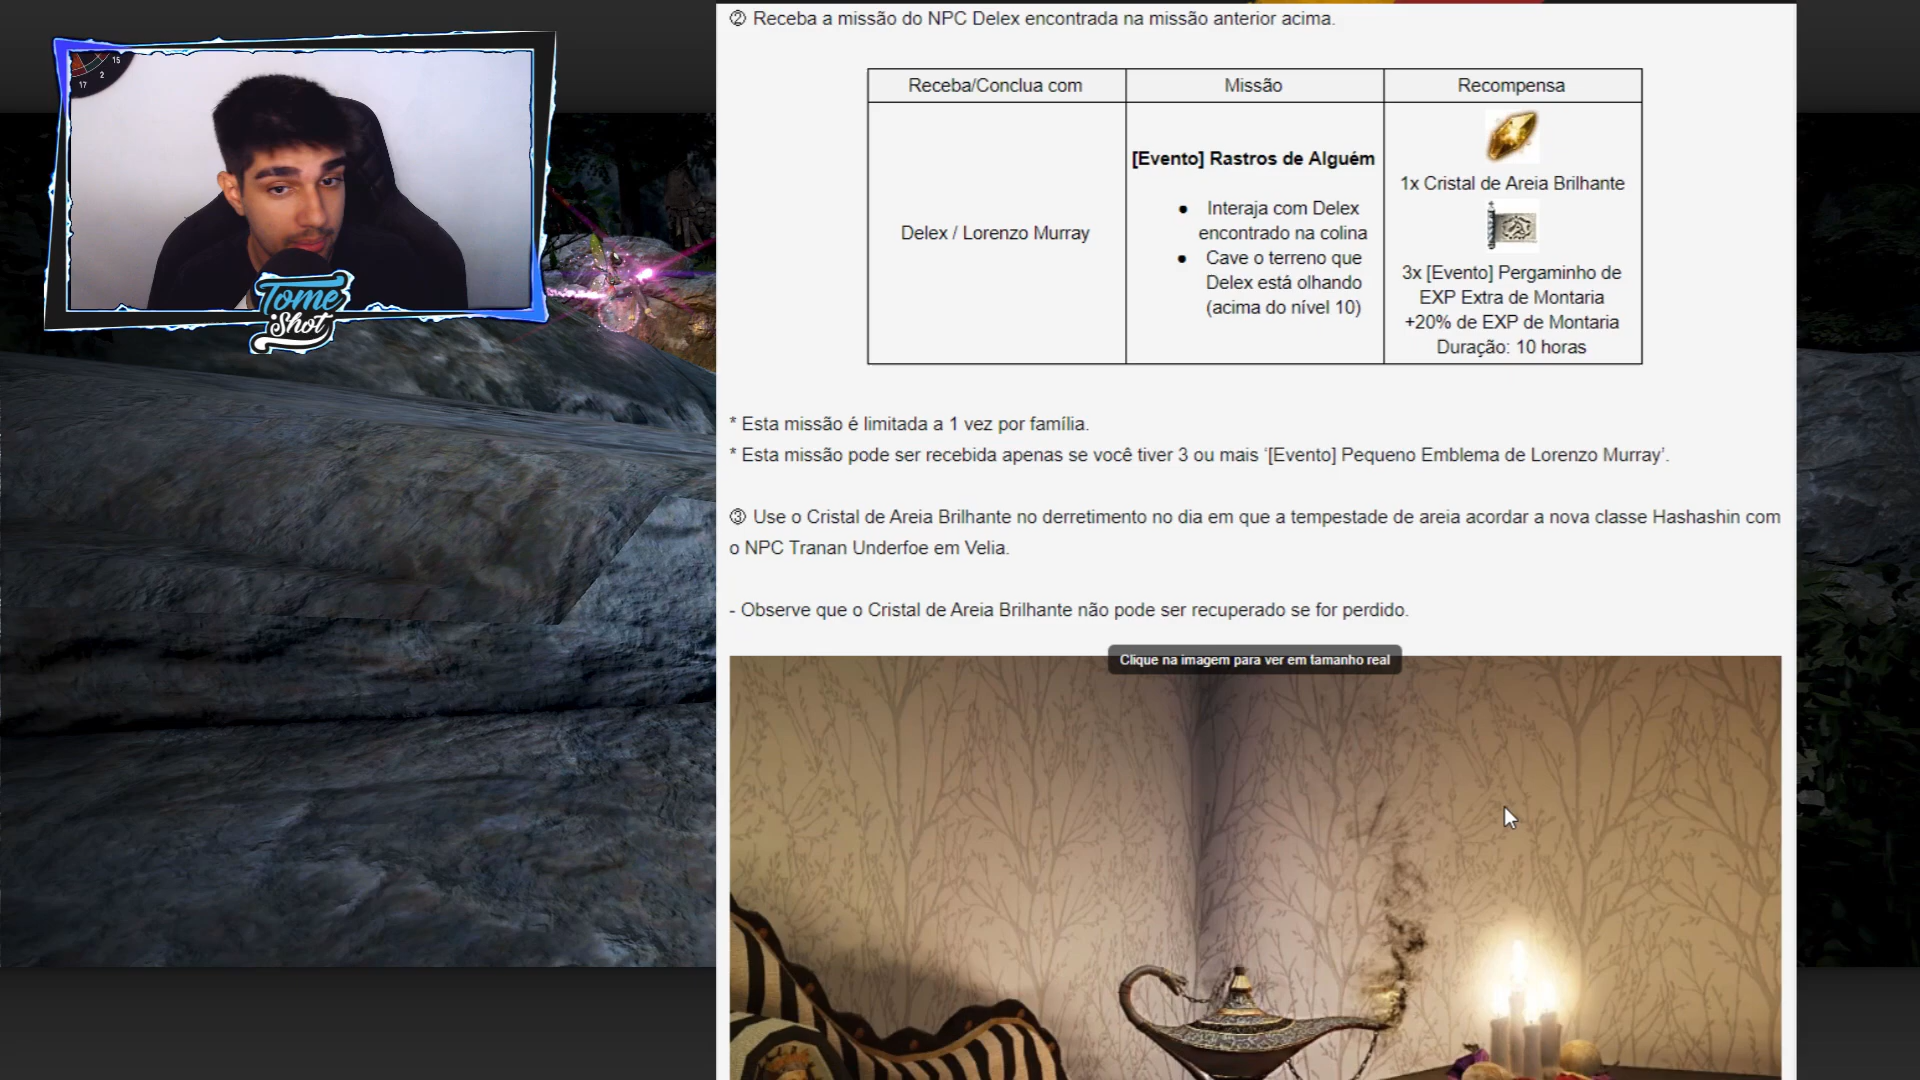 ② Receba a missão do NPC Delex encontrada na missão anterior acima.
Receba/Conclua com
Missão
Recompensa
Delex / Lorenzo Murray
[Evento] Rastros de Alguém
● Interaja com Delex
encontrado na colina
● Cave o terreno que
Delex está olhando
(acima do nível 10)
1x Cristal de Areia Brilhante
3x [Evento] Pergaminho de
EXP Extra de Montaria
+20% de EXP de Montaria
Duração: 10 horas
* Esta missão é limitada a 1 vez por família.
* Esta missão pode ser recebida apenas se você tiver 3 ou mais ‘[Evento] Pequeno Emblema de Lorenzo Murray’.
③ Use o Cristal de Areia Brilhante no derretimento no dia em que a tempestade de areia acordar a nova classe Hashashin com
o NPC Tranan Underfoe em Velia.
- Observe que o Cristal de Areia Brilhante não pode ser recuperado se for perdido.
Clique na imagem para ver em tamanho real
15
2
17
Tome
Shot